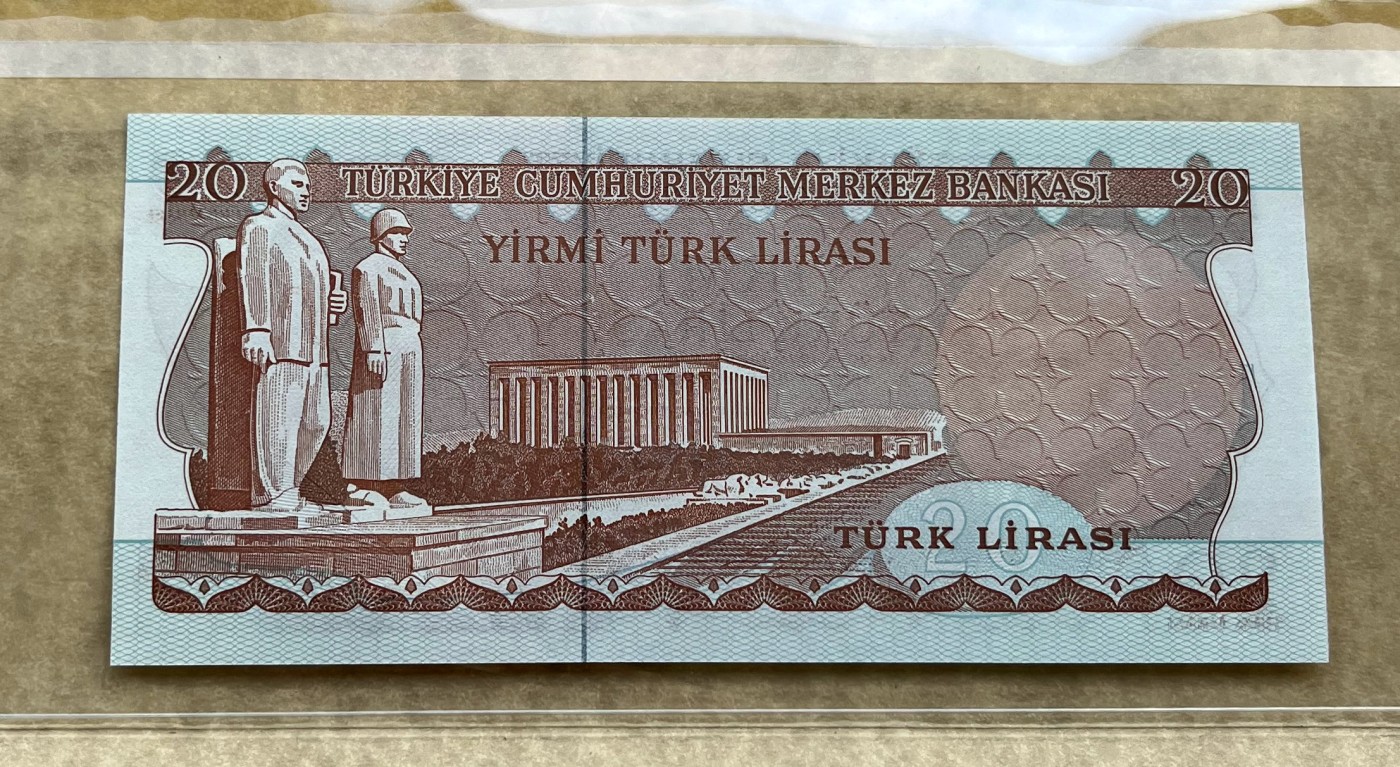 20 TÜRKİYE CUMHURİYET MERKEZ BANKASI 20
YİRMİ TÜRK LİRASI
20
TÜRK LİRASI